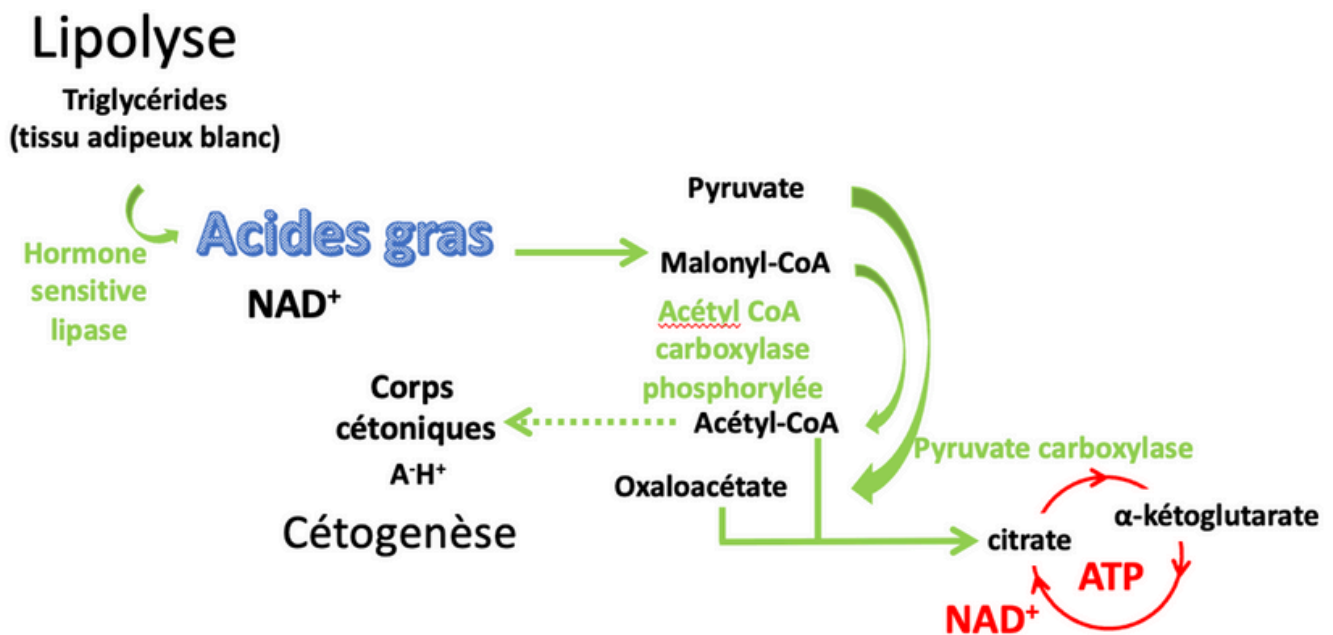 Lipolyse
Triglycérides
(tissu adipeux blanc)
Hormone
sensitive
lipase
Acides gras
NAD⁺
Pyruvate
Malonyl-CoA
Acétyl CoA
carboxylase
phosphorylée
Acétyl-CoA
Corps
cétoniques
A⁻H⁺
Cétogenèse
Oxaloacétate
Pyruvate carboxylase
α-kétoglutarate
citrate
ATP
NAD⁺